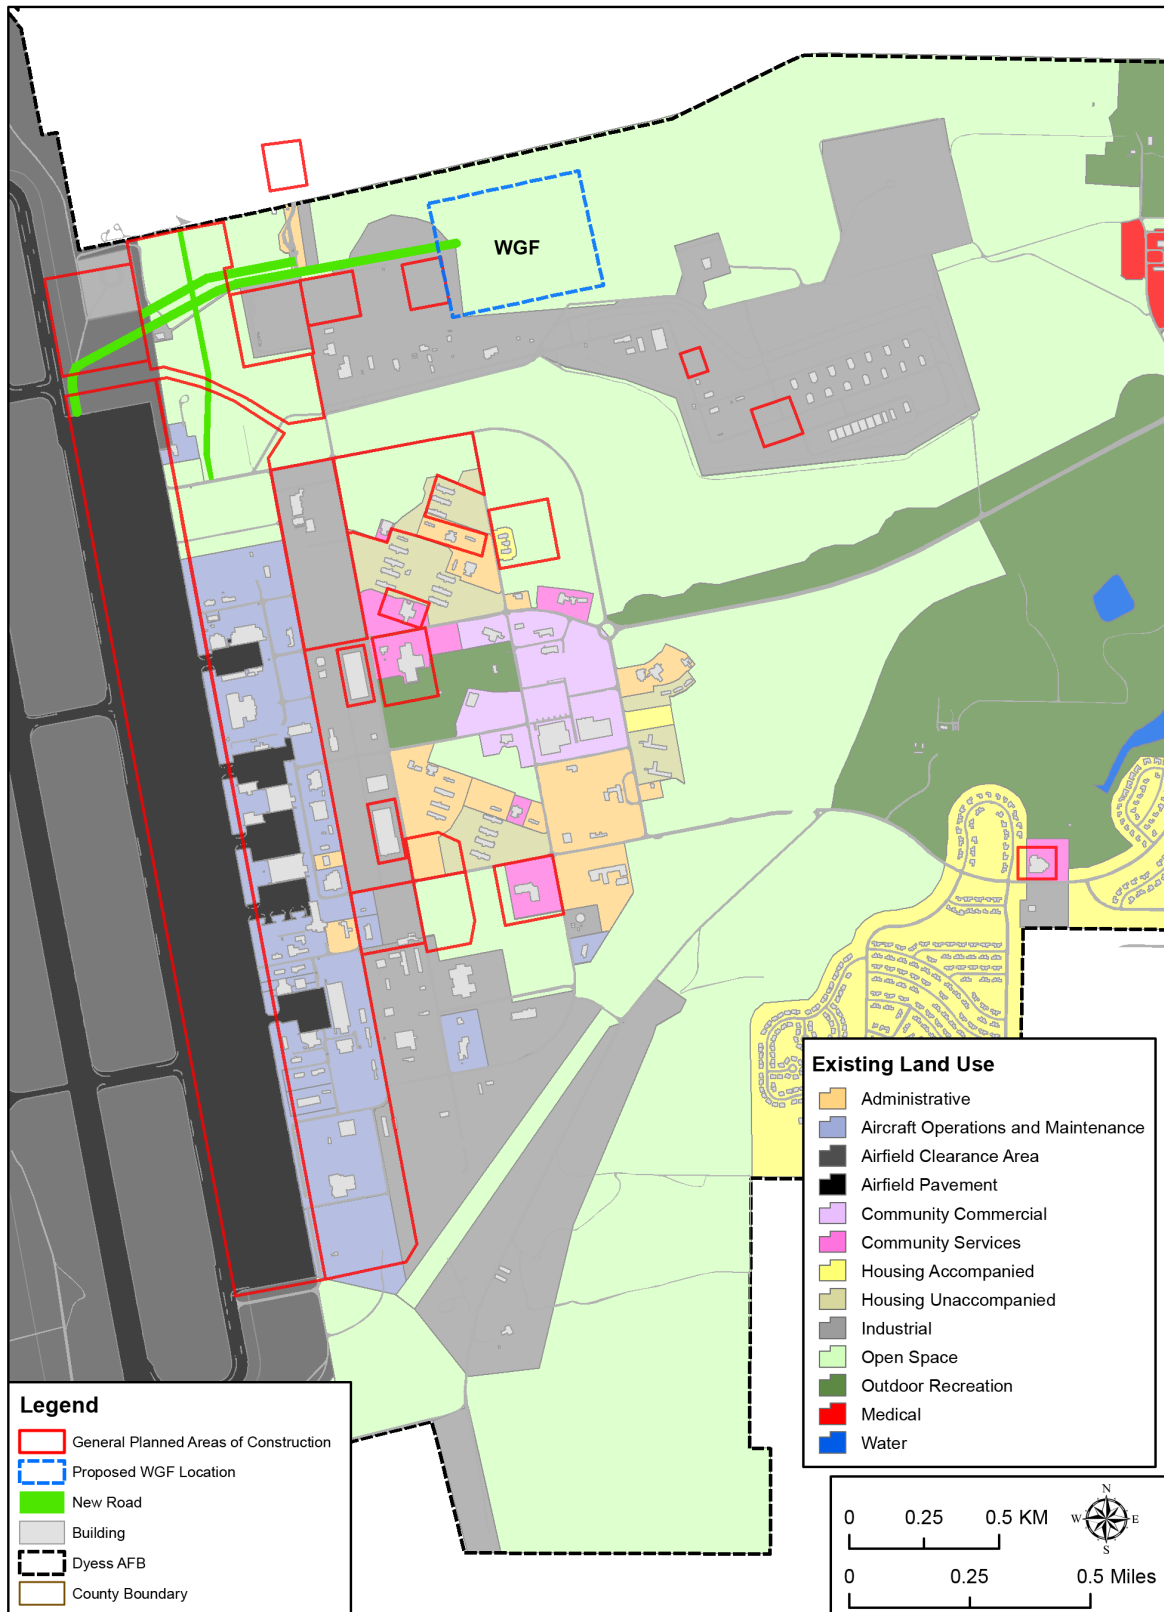 WGF
Existing Land Use
Administrative
Aircraft Operations and Maintenance
Airfield Clearance Area
Airfield Pavement
Community Commercial
Community Services
Housing Accompanied
Housing Unaccompanied
Industrial
Open Space
Outdoor Recreation
Medical
Water
Legend
General Planned Areas of Construction
Proposed WGF Location
New Road
Building
Dyess AFB
County Boundary
N
W E
S
0 0.25 0.5 KM
0 0.25 0.5 Miles